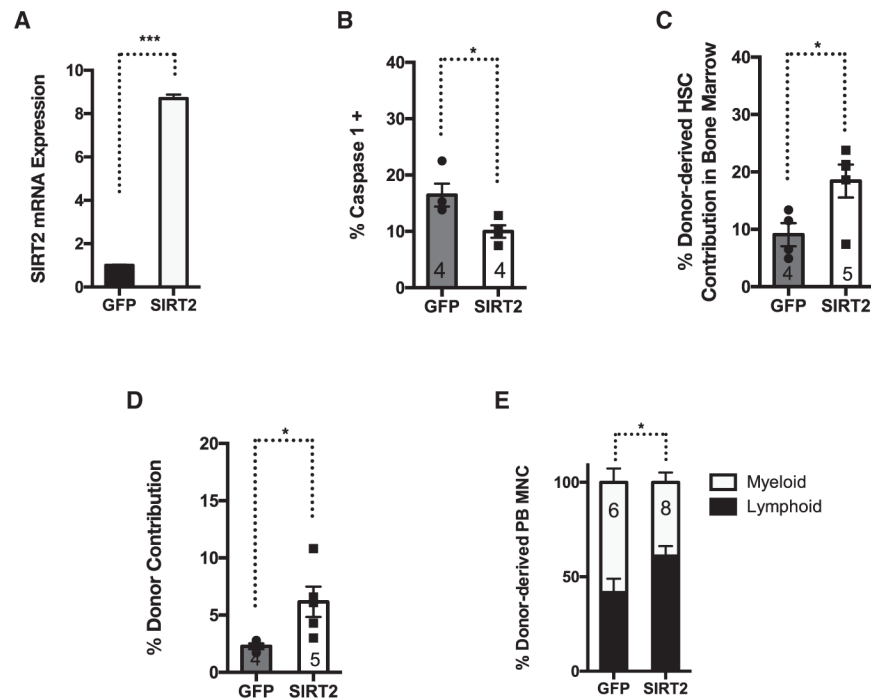 A
***
SIRT2 mRNA Expression
10
8
6
4
2
0
GFP SIRT2
B
*
% Caspase 1 +
40
30
20
10
0
4 4
GFP SIRT2
C
*
% Donor-derived HSC
Contribution in Bone Marrow
40
30
20
10
0
4 5
GFP SIRT2
D
*
% Donor Contribution
20
15
10
5
0
4 5
GFP SIRT2
E
*
% Donor-derived PB MNC
100
50
0
6 8
GFP SIRT2
Myeloid
Lymphoid